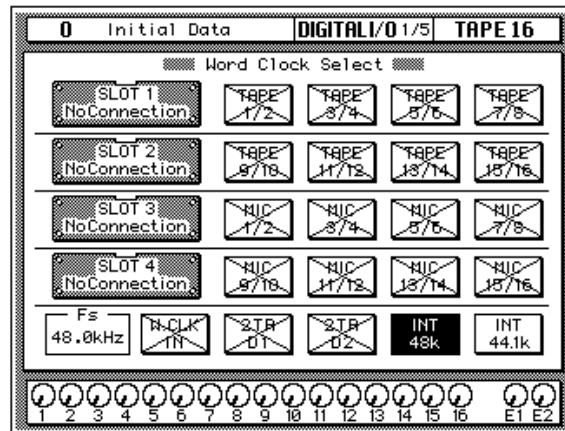 0 Initial Data DIGITAL I/O 1/5 TAPE 16
Word Clock Select
SLOT 1 NoConnection TAPE 1/2 TAPE 3/4 TAPE 5/6 TAPE 7/8
SLOT 2 NoConnection TAPE 9/10 TAPE 11/12 TAPE 13/14 TAPE 15/16
SLOT 3 NoConnection MIC 1/2 MIC 3/4 MIC 5/6 MIC 7/8
SLOT 4 NoConnection MIC 9/10 MIC 11/12 MIC 13/14 MIC 15/16
Fs 48.0kHz W.CLK IN 2TR D1 2TR D2 INT 48k INT 44.1k
1 2 3 4 5 6 7 8 9 10 11 12 13 14 15 16 E1 E2